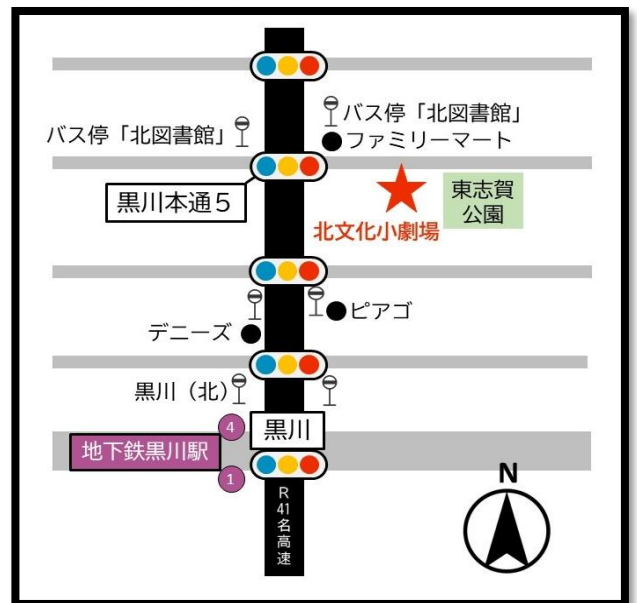 バス停「北図書館」
バス停「北図書館」
ファミリーマート
黒川本通5
東志賀
公園
北文化小劇場
ピアゴ
デニーズ
黒川（北）
4
黒川
地下鉄黒川駅
1
R41名高速
N